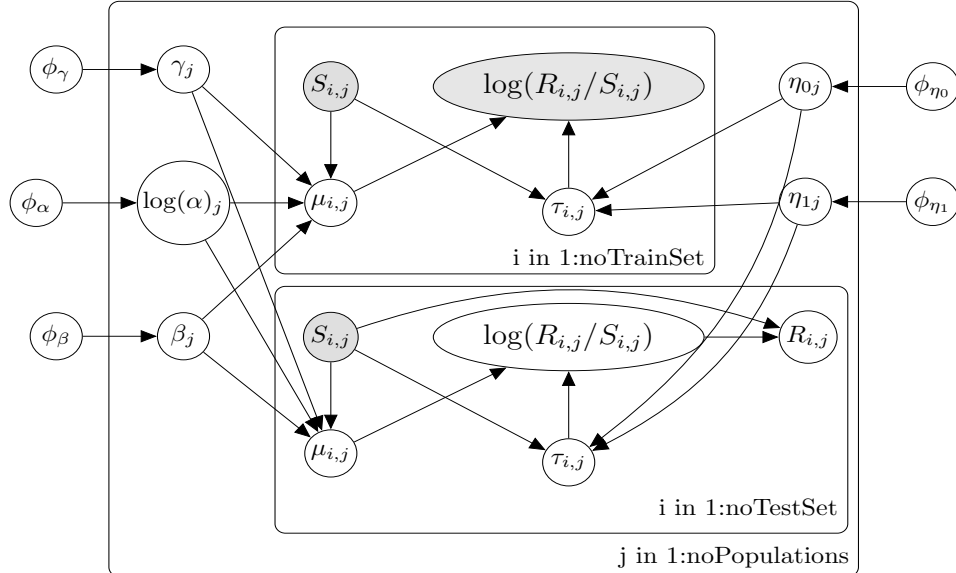 ϕ_γ
γ_j
S_{i,j}
log(R_{i,j}/S_{i,j})
η_{0j}
ϕ_{η_0}
ϕ_α
log(α)_j
μ_{i,j}
τ_{i,j}
η_{1j}
ϕ_{η_1}
i in 1:noTrainSet
ϕ_β
β_j
S_{i,j}
log(R_{i,j}/S_{i,j})
R_{i,j}
μ_{i,j}
τ_{i,j}
i in 1:noTestSet
j in 1:noPopulations